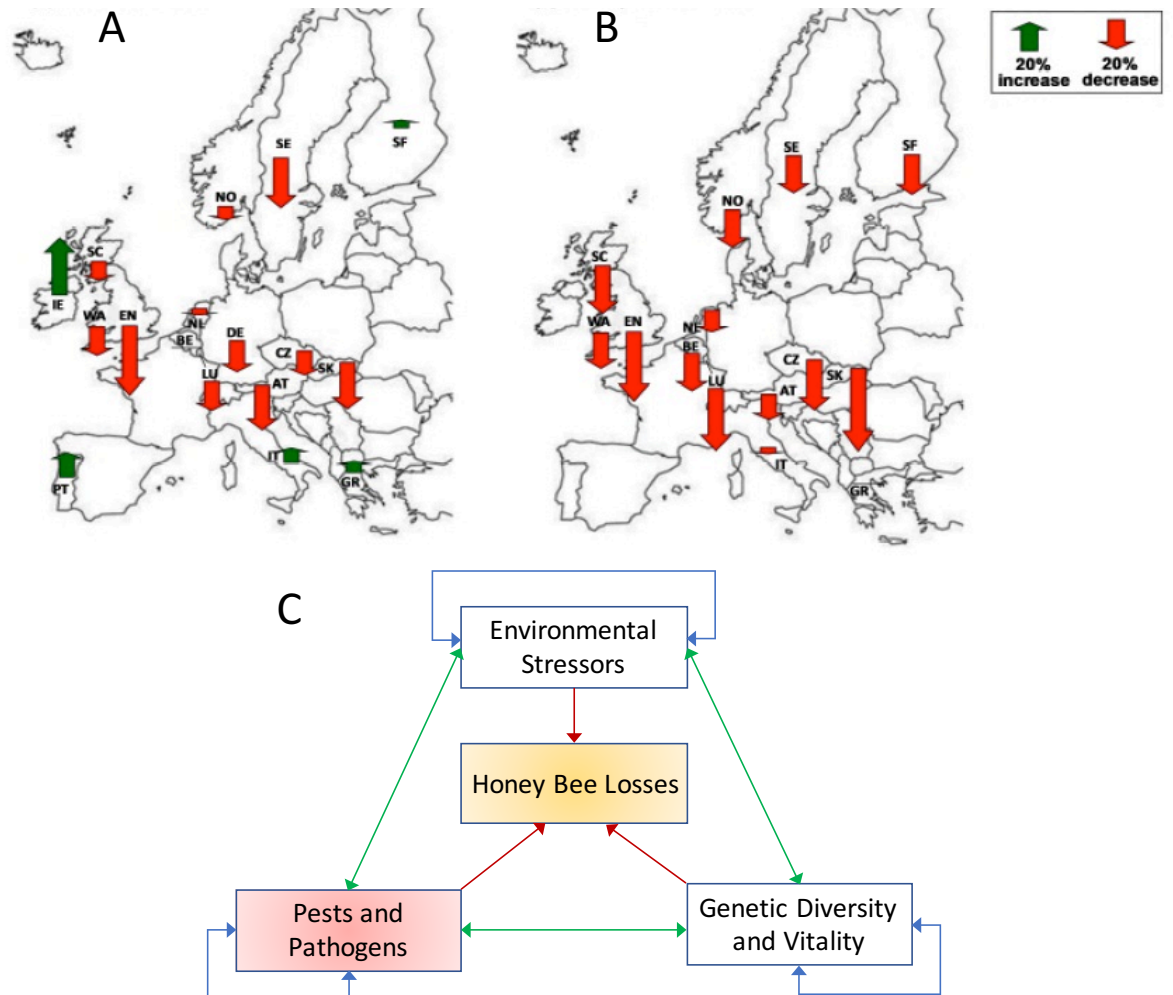 A
B
20%
increase
20%
decrease
SE
SF
NO
SC
IE
WA
EN
NL
BE
DE
LU
CZ
SK
AT
IT
PT
GR
SE
SF
NO
SC
WA
EN
NL
BE
LU
CZ
SK
AT
IT
GR
C
Environmental
Stressors
Honey Bee Losses
Pests and
Pathogens
Genetic Diversity
and Vitality